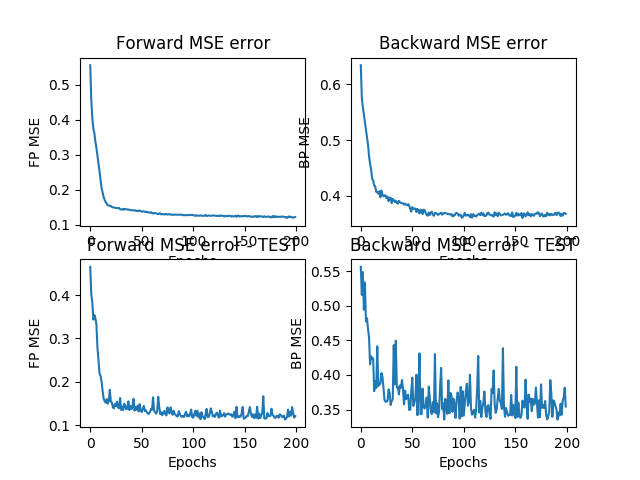 Forward MSE error
Backward MSE error
FP MSE
0.5
0.4
0.3
0.2
0.1
BP MSE
0.6
0.5
0.4
0 50 100 150 200
Epochs
0 50 100 150 200
Epochs
Forward MSE error - TEST
Backward MSE error - TEST
FP MSE
0.4
0.3
0.2
0.1
BP MSE
0.55
0.50
0.45
0.40
0.35
0 50 100 150 200
Epochs
0 50 100 150 200
Epochs